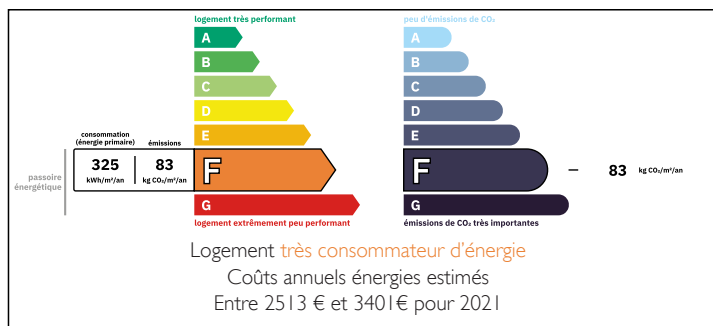 logement très performant
A
B
C
D
E
consommation
(énergie primaire)
émissions
325
kWh/m²/an
83
kg CO₂/m²/an
F
passoire
énergétique
G
logement extrêmement peu performant
peu d'émissions de CO₂
A
B
C
D
E
F
83 kg CO₂/m²/an
G
émissions de CO₂ très importantes
Logement très consommateur d'énergie
Coûts annuels énergies estimés
Entre 2513 € et 3401€ pour 2021